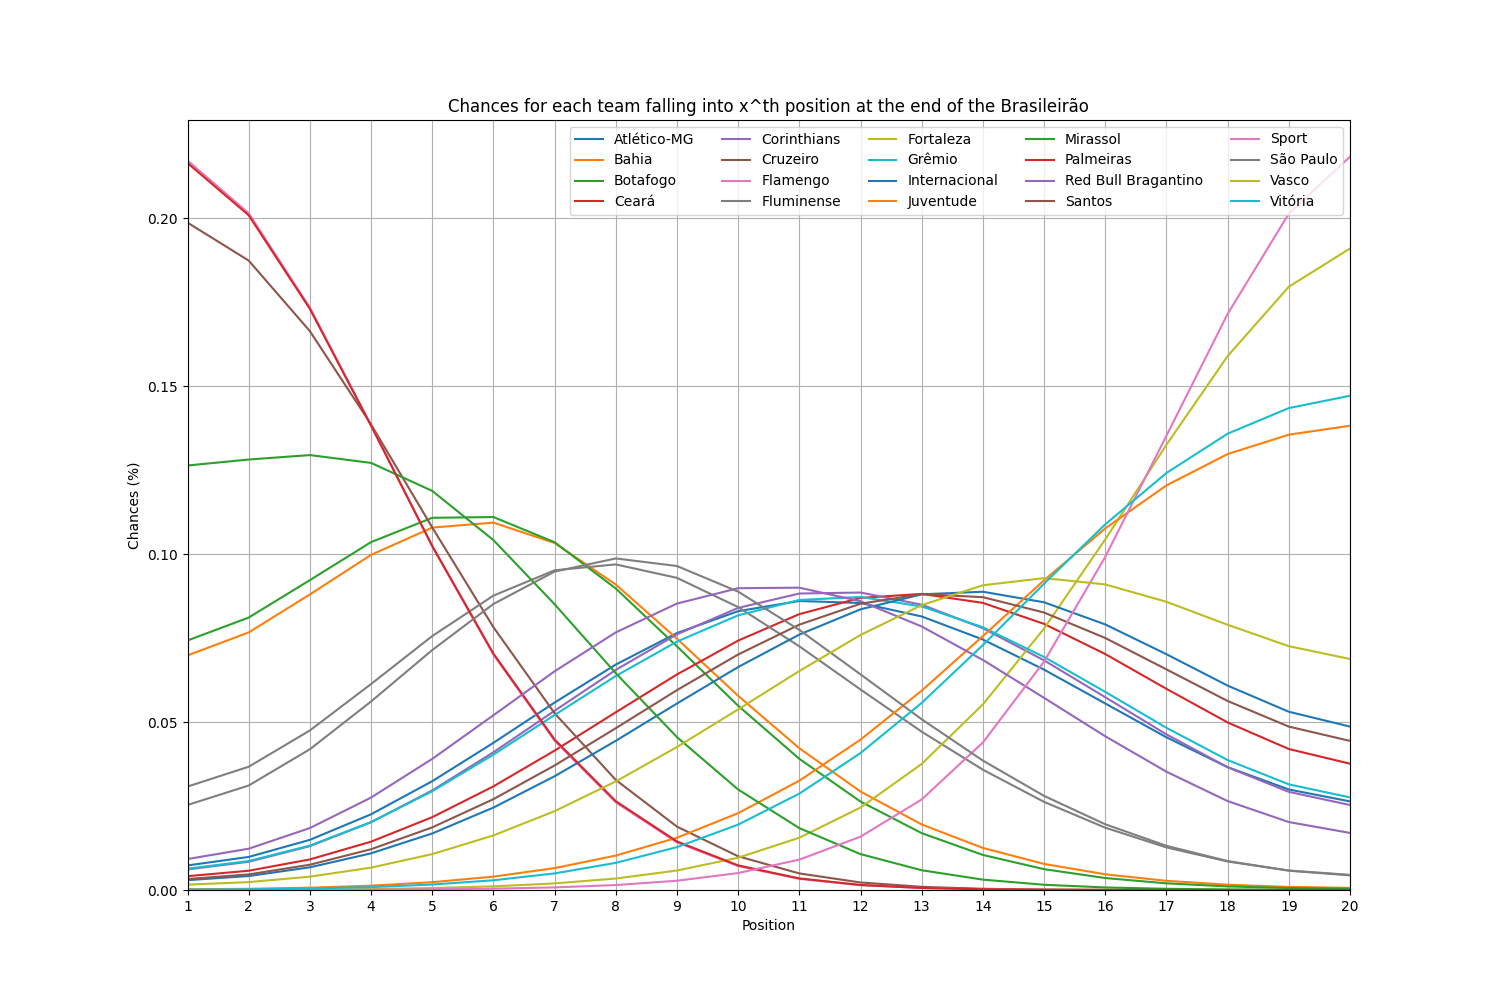 Chances for each team falling into x^th position at the end of the Brasileirão
Atlético-MG Corinthians Fortaleza Mirassol Sport
Bahia Cruzeiro Grêmio Palmeiras São Paulo
Botafogo Flamengo Internacional Red Bull Bragantino Vasco
Ceará Fluminense Juventude Santos Vitória
Chances (%)
0.20
0.15
0.10
0.05
0.00
1 2 3 4 5 6 7 8 9 10 11 12 13 14 15 16 17 18 19 20
Position